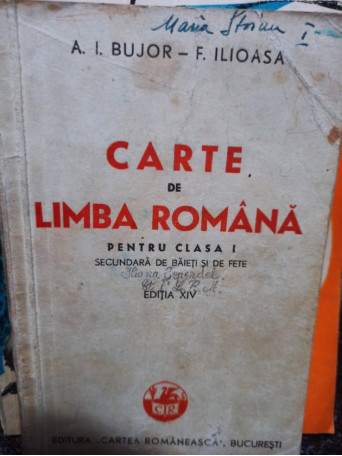 Maria Stoian I
A. I. BUJOR – F. ILIOASA
CARTE
DE
LIMBA ROMÂNĂ
PENTRU CLASA I
SECUNDARĂ DE BĂIEȚI ȘI DE FETE
EDIȚIA XIV
EDITURA „CARTEA ROMÂNEASCĂ", BUCUREȘTI